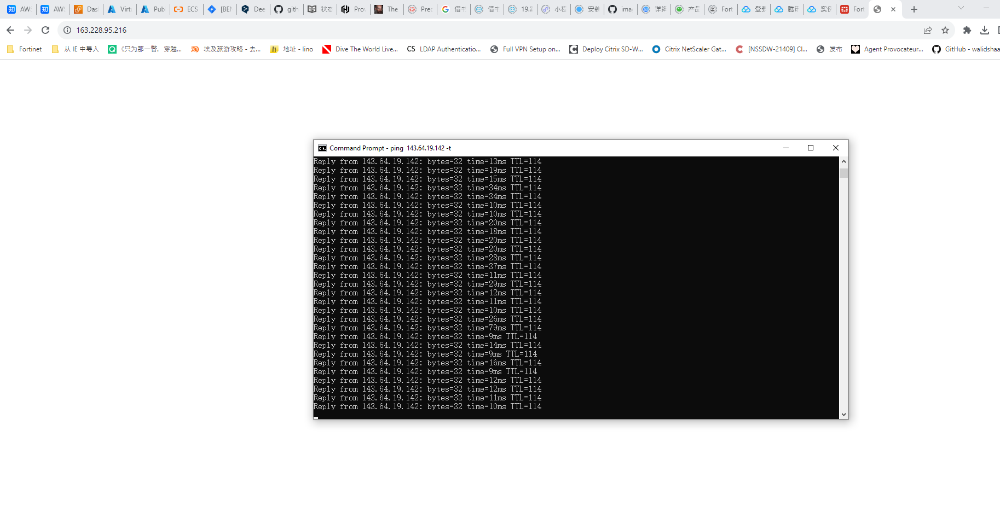 AWS AWS Das Virtu Pub ECS [BEN Dee gith 状态 Prov The Prec 借书 借书 19.
小程 安装 ima 详细 产品 Fort 登录 腾讯 实例 Fort
163.228.95.216
Fortinet 从 IE 中导入 《只为那一瞥，穿越... 埃及旅游攻略 - 去... 地址 - lino Dive The World Live... CS LDAP Authenticatio... Full VPN Setup on... Deploy Citrix SD-W... Citrix NetScaler Gat... [NSSDW-21409] Cl... 发布 Agent Provocateur... GitHub - walidshaa
Command Prompt - ping 143.64.19.142 -t
Reply from 143.64.19.142: bytes=32 time=13ms TTL=114
Reply from 143.64.19.142: bytes=32 time=19ms TTL=114
Reply from 143.64.19.142: bytes=32 time=15ms TTL=114
Reply from 143.64.19.142: bytes=32 time=34ms TTL=114
Reply from 143.64.19.142: bytes=32 time=34ms TTL=114
Reply from 143.64.19.142: bytes=32 time=10ms TTL=114
Reply from 143.64.19.142: bytes=32 time=10ms TTL=114
Reply from 143.64.19.142: bytes=32 time=20ms TTL=114
Reply from 143.64.19.142: bytes=32 time=18ms TTL=114
Reply from 143.64.19.142: bytes=32 time=20ms TTL=114
Reply from 143.64.19.142: bytes=32 time=20ms TTL=114
Reply from 143.64.19.142: bytes=32 time=28ms TTL=114
Reply from 143.64.19.142: bytes=32 time=37ms TTL=114
Reply from 143.64.19.142: bytes=32 time=11ms TTL=114
Reply from 143.64.19.142: bytes=32 time=29ms TTL=114
Reply from 143.64.19.142: bytes=32 time=12ms TTL=114
Reply from 143.64.19.142: bytes=32 time=11ms TTL=114
Reply from 143.64.19.142: bytes=32 time=10ms TTL=114
Reply from 143.64.19.142: bytes=32 time=26ms TTL=114
Reply from 143.64.19.142: bytes=32 time=79ms TTL=114
Reply from 143.64.19.142: bytes=32 time=9ms TTL=114
Reply from 143.64.19.142: bytes=32 time=14ms TTL=114
Reply from 143.64.19.142: bytes=32 time=9ms TTL=114
Reply from 143.64.19.142: bytes=32 time=16ms TTL=114
Reply from 143.64.19.142: bytes=32 time=9ms TTL=114
Reply from 143.64.19.142: bytes=32 time=12ms TTL=114
Reply from 143.64.19.142: bytes=32 time=12ms TTL=114
Reply from 143.64.19.142: bytes=32 time=11ms TTL=114
Reply from 143.64.19.142: bytes=32 time=10ms TTL=114